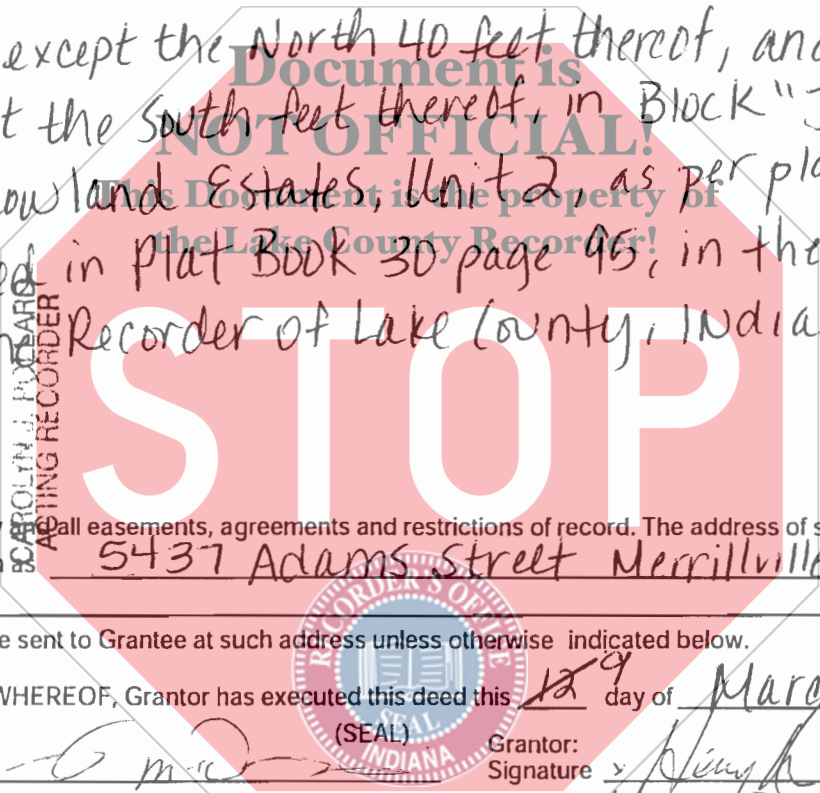 except the North 40 feet thereof, and
Document is
t the South feet thereof, in Block "J
NOT OFFICIAL!
ow land Estates, Unit 2, as per pla
This Document is the property of
the Lake County Recorder!
ed in Plat Book 30 page 95, in the
Recorder of Lake County, India
CAROLYN J.
ACTING RECORDER
STOP
all easements, agreements and restrictions of record. The address of s
as 5437 Adams Street Merrillville
RECORDER'S OFFICE
SEAL
INDIANA
e sent to Grantee at such address unless otherwise indicated below.
WHEREOF, Grantor has executed this deed this 12 9 day of Marc
(SEAL)
Grantor:
Signature x